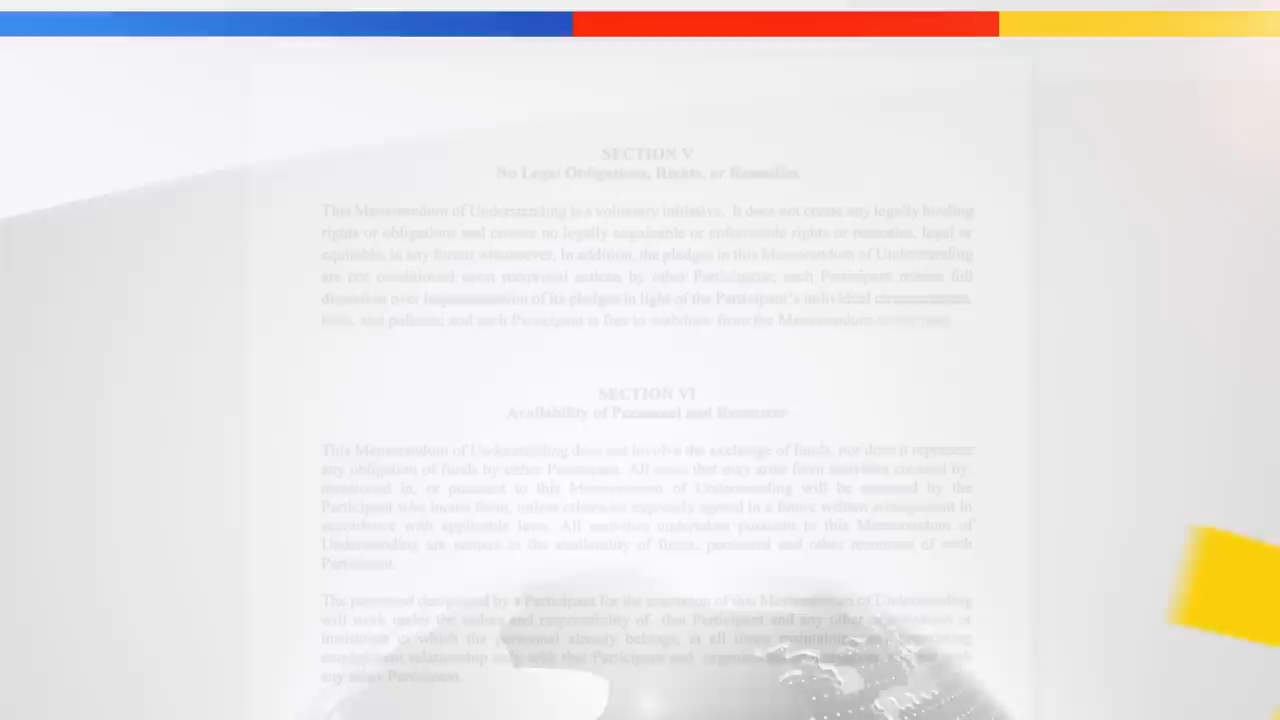 SECTION V
No Legal Obligations, Rights, or Remedies
This Memorandum of Understanding is a voluntary initiative. It does not create any legally binding
rights or obligations and creates no legally cognizable or enforceable rights or remedies, legal or
equitable, in any forum whatsoever. In addition, the pledges in this Memorandum of Understanding
are not conditioned upon reciprocal actions by other Participants; each Participant retains full
discretion over implementation of its pledges in light of the Participant's individual circumstances,
laws, and policies; and each Participant is free to withdraw from the Memorandum
SECTION VI
Availability of Personnel and Resources
This Memorandum of Understanding does not involve the exchange of funds, nor does it represent
any obligation of funds by either Participant. All costs that may arise from activities covered by,
mentioned in, or pursuant to this Memorandum of Understanding will be assumed by the
Participant who incurs them, unless otherwise expressly agreed in a future written arrangement in
accordance with applicable laws. All activities undertaken pursuant to this Memorandum of
Understanding are subject to the availability of funds, personnel and other resources of each
Participant.
The personnel designated by a Participant for the execution of this Memorandum of Understanding
will work under the orders and responsibility of that Participant and any other organization or
institution to which the personnel already belongs, at all times maintaining any preexisting
employment relationship only with that Participant and
any other Participant.